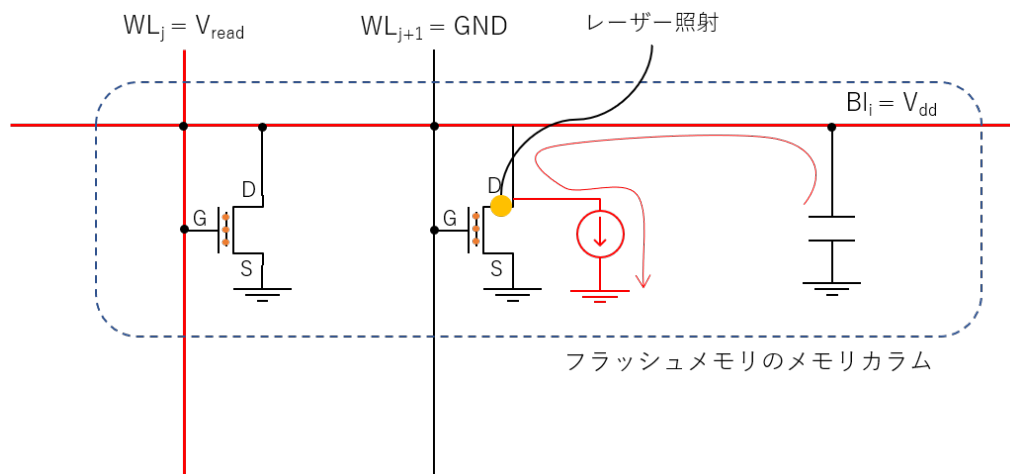 WLj = Vread
WLj+1 = GND
レーザー照射
BIi = Vdd
D
G
S
D
G
S
フラッシュメモリのメモリカラム